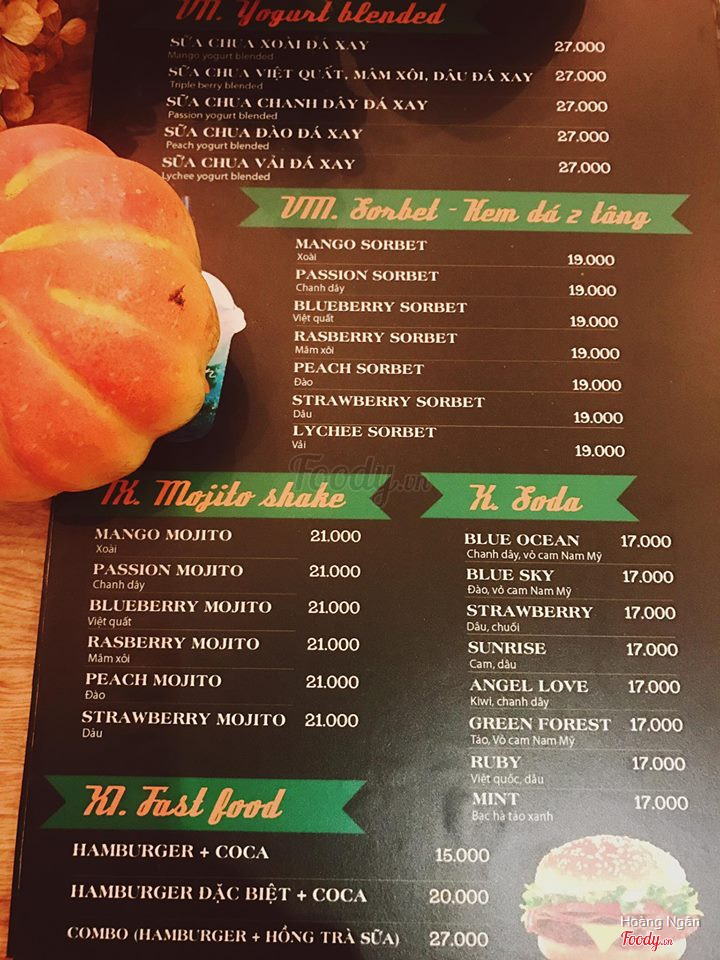 VII. Yogurt blended
SỮA CHUA XOÀI ĐÁ XAY 27.000
Mango yogurt blended
SỮA CHUA VIỆT QUẤT, MÂM XÔI, DÂU ĐÁ XAY 27.000
Triple berry blended
SỮA CHUA CHANH DÂY ĐÁ XAY 27.000
Passion yogurt blended
SỮA CHUA ĐÀO ĐÁ XAY 27.000
Peach yogurt blended
SỮA CHUA VẢI ĐÁ XAY 27.000
Lychee yogurt blended
VIII. Sorbet - Kem đá 2 tầng
MANGO SORBET 19.000
Xoài
PASSION SORBET 19.000
Chanh dây
BLUEBERRY SORBET 19.000
Việt quất
RASBERRY SORBET 19.000
Mâm xôi
PEACH SORBET 19.000
Đào
STRAWBERRY SORBET 19.000
Dâu
LYCHEE SORBET 19.000
Vải
Foody.vn
IX. Mojito shake
MANGO MOJITO 21.000
Xoài
PASSION MOJITO 21.000
Chanh dây
BLUEBERRY MOJITO 21.000
Việt quất
RASBERRY MOJITO 21.000
Mâm xôi
PEACH MOJITO 21.000
Đào
STRAWBERRY MOJITO 21.000
Dâu
X. Soda
BLUE OCEAN 17.000
Chanh dây, vỏ cam Nam Mỹ
BLUE SKY 17.000
Đào, vỏ cam Nam Mỹ
STRAWBERRY 17.000
Dâu, chuối
SUNRISE 17.000
Cam, dâu
ANGEL LOVE 17.000
Kiwi, chanh dây
GREEN FOREST 17.000
Táo, Vỏ cam Nam Mỹ
RUBY 17.000
Việt quốc, dâu
MINT 17.000
Bạc hà táo xanh
XI. Fast food
HAMBURGER + COCA 15.000
HAMBURGER ĐẶC BIỆT + COCA 20.000
COMBO (HAMBURGER + HỒNG TRÀ SỮA) 27.000
Hoàng Ngân
Foody.vn